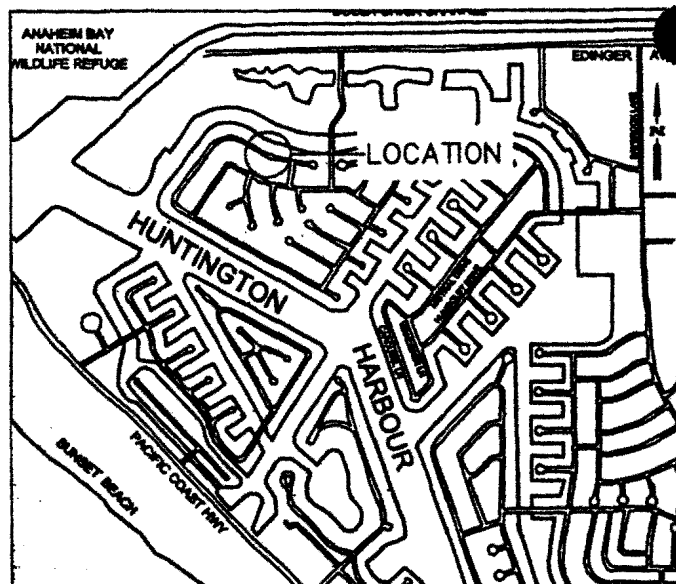 ANAHEIM BAY
NATIONAL
WILDLIFE REFUGE
EDINGER
LOCATION
HUNTINGTON
HARBOUR
PACIFIC COAST HWY
SUNSET BEACH